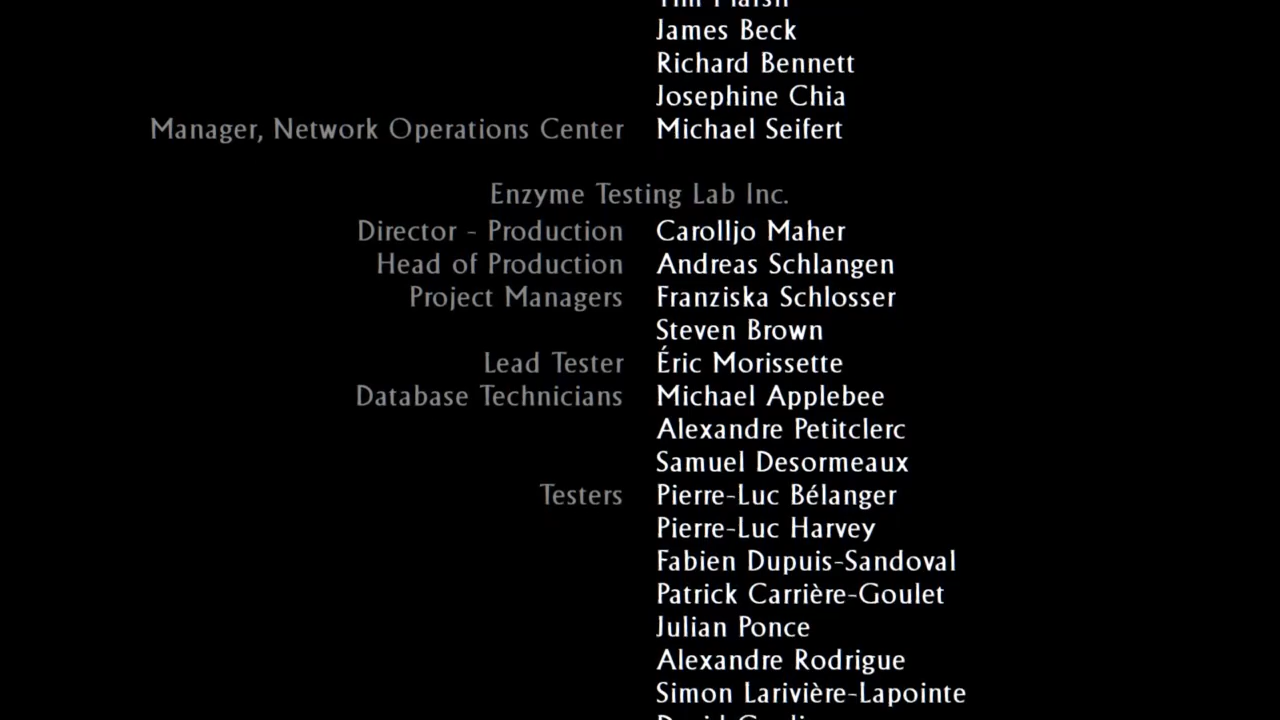 James Beck
Richard Bennett
Josephine Chia
Manager, Network Operations Center Michael Seifert
Enzyme Testing Lab Inc.
Director - Production Carolljo Maher
Head of Production Andreas Schlangen
Project Managers Franziska Schlosser
Steven Brown
Lead Tester Éric Morissette
Database Technicians Michael Applebee
Alexandre Petitclerc
Samuel Desormeaux
Testers Pierre-Luc Bélanger
Pierre-Luc Harvey
Fabien Dupuis-Sandoval
Patrick Carrière-Goulet
Julian Ponce
Alexandre Rodrigue
Simon Larivière-Lapointe